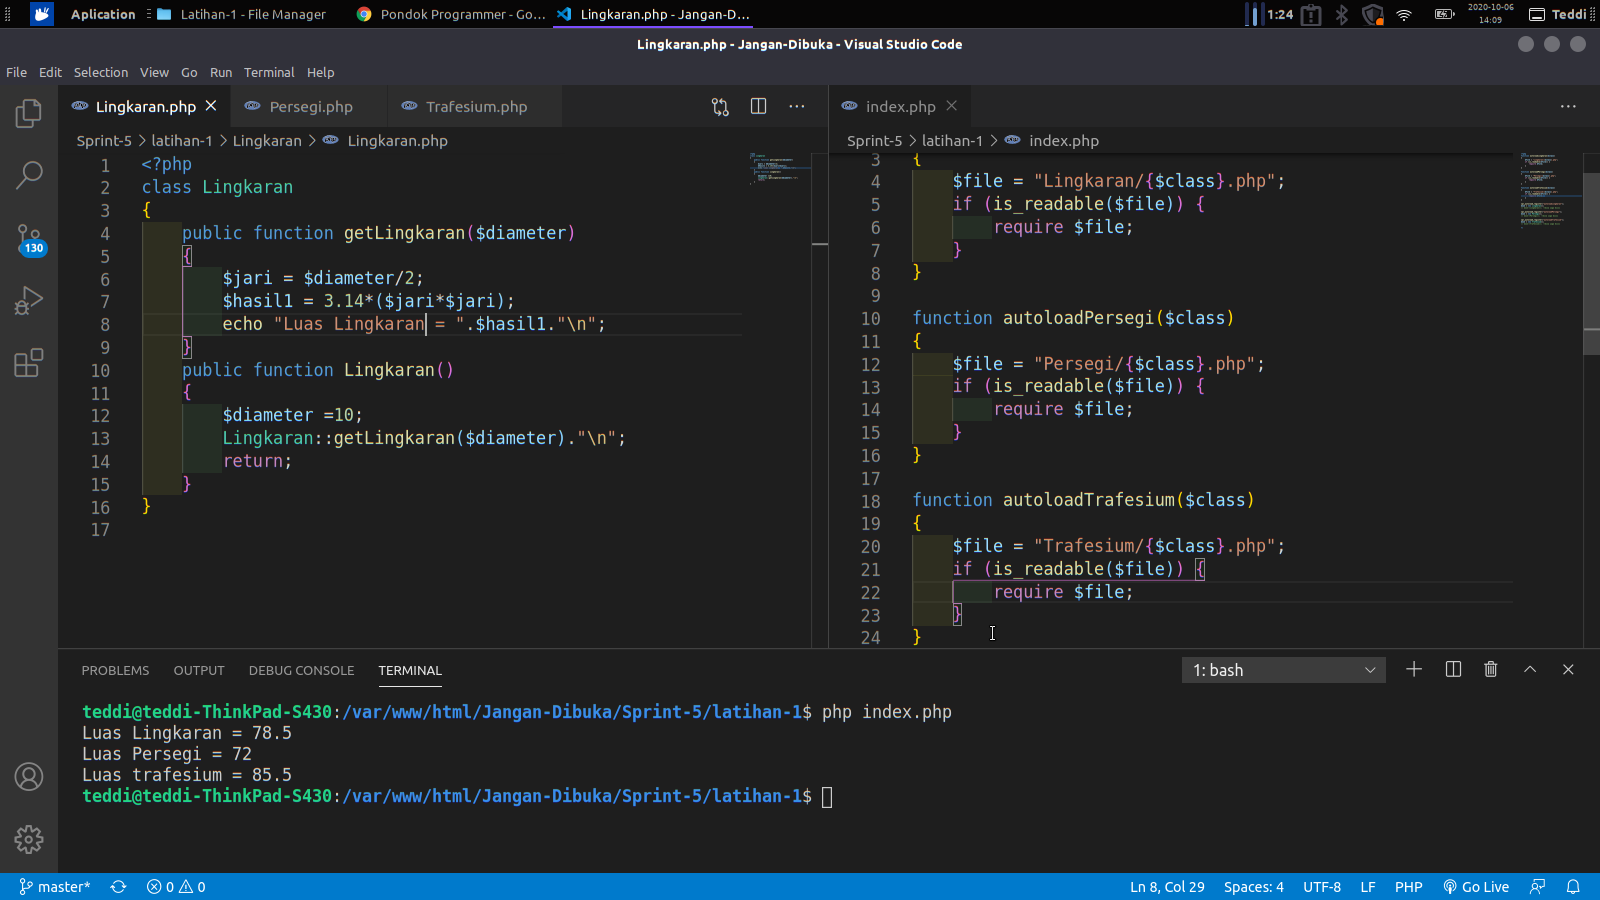 Application
Latihan-1 - File Manager
Pondok Programmer - Go...
Lingkaran.php - Jangan-D...
1:24
2020-10-06
14:09
Teddi
Lingkaran.php - Jangan-Dibuka - Visual Studio Code
File Edit Selection View Go Run Terminal Help
Lingkaran.php
Persegi.php
Trafesium.php
Sprint-5 > latihan-1 > Lingkaran > Lingkaran.php
130
1 <?php
2 class Lingkaran
3 {
4     public function getLingkaran($diameter)
5     {
6         $jari = $diameter/2;
7         $hasil1 = 3.14*($jari*$jari);
8         echo "Luas Lingkaran = ".$hasil1."\n";
9     }
10     public function Lingkaran()
11     {
12         $diameter =10;
13         Lingkaran::getLingkaran($diameter)."\n";
14         return;
15     }
16 }
17
index.php
Sprint-5 > latihan-1 > index.php
3 {
4     $file = "Lingkaran/{$class}.php";
5     if (is_readable($file)) {
6         require $file;
7     }
8 }
9
10 function autoloadPersegi($class)
11 {
12     $file = "Persegi/{$class}.php";
13     if (is_readable($file)) {
14         require $file;
15     }
16 }
17
18 function autoloadTrafesium($class)
19 {
20     $file = "Trafesium/{$class}.php";
21     if (is_readable($file)) {
22         require $file;
23     }
24 }
PROBLEMS OUTPUT DEBUG CONSOLE TERMINAL
1: bash
teddi@teddi-ThinkPad-S430:/var/www/html/Jangan-Dibuka/Sprint-5/latihan-1$ php index.php
Luas Lingkaran = 78.5
Luas Persegi = 72
Luas trafesium = 85.5
teddi@teddi-ThinkPad-S430:/var/www/html/Jangan-Dibuka/Sprint-5/latihan-1$
master* 0 0
Ln 8, Col 29 Spaces: 4 UTF-8 LF PHP Go Live